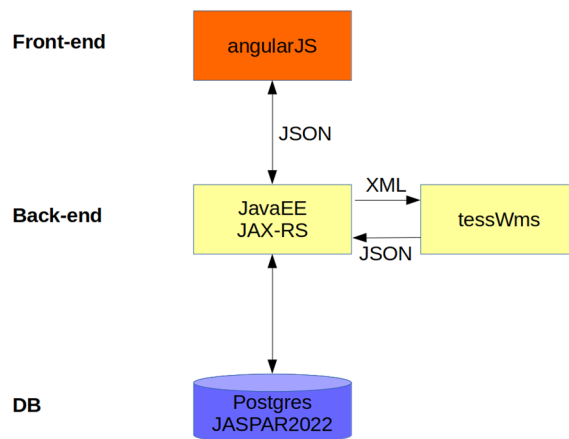 Front-end
angularJS
JSON
XML
Back-end
JavaEE
JAX-RS
tessWms
JSON
DB
Postgres
JASPAR2022